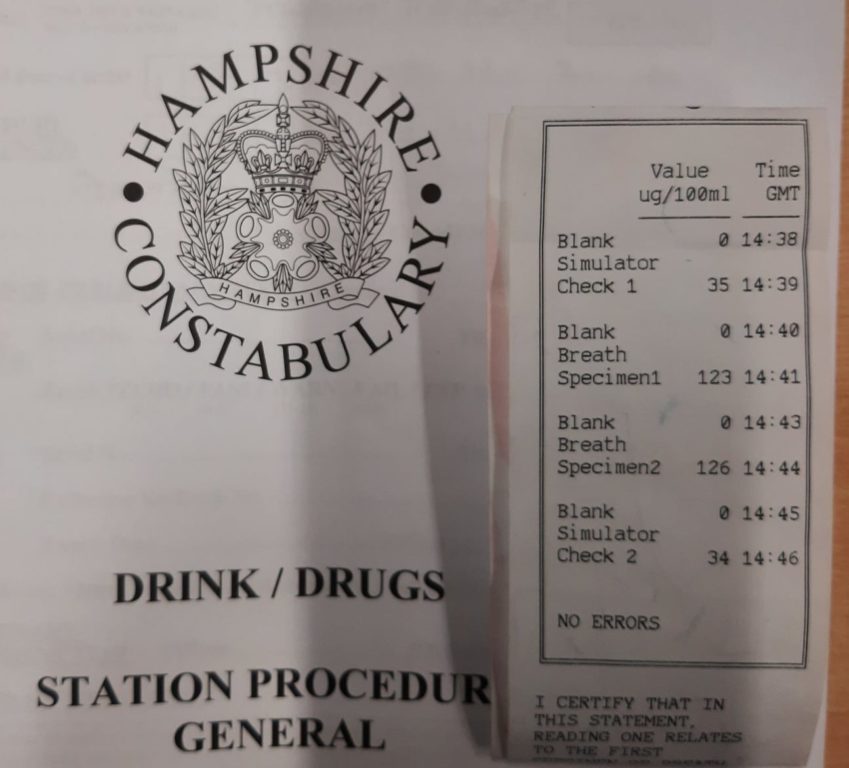 HAMPSHIRE
CONSTABULARY
HAMPSHIRE
DRINK / DRUGS
STATION PROCEDUR
GENERAL
Value Time
ug/100ml GMT
Blank 0 14:38
Simulator
Check 1 35 14:39
Blank 0 14:40
Breath
Specimen1 123 14:41
Blank 0 14:43
Breath
Specimen2 126 14:44
Blank 0 14:45
Simulator
Check 2 34 14:46
NO ERRORS
I CERTIFY THAT IN
THIS STATEMENT,
READING ONE RELATES
TO THE FIRST
SPECIMEN OF BREATH